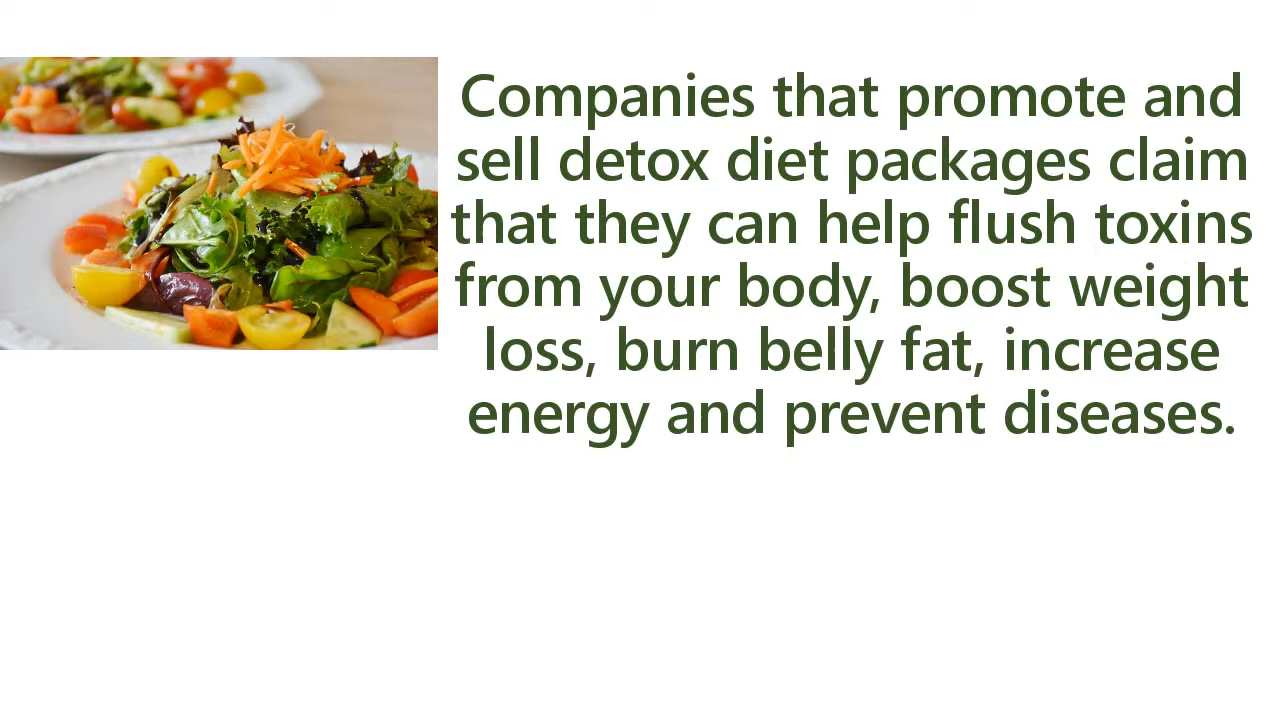 Companies that promote and
sell detox diet packages claim
that they can help flush toxins
from your body, boost weight
loss, burn belly fat, increase
energy and prevent diseases.